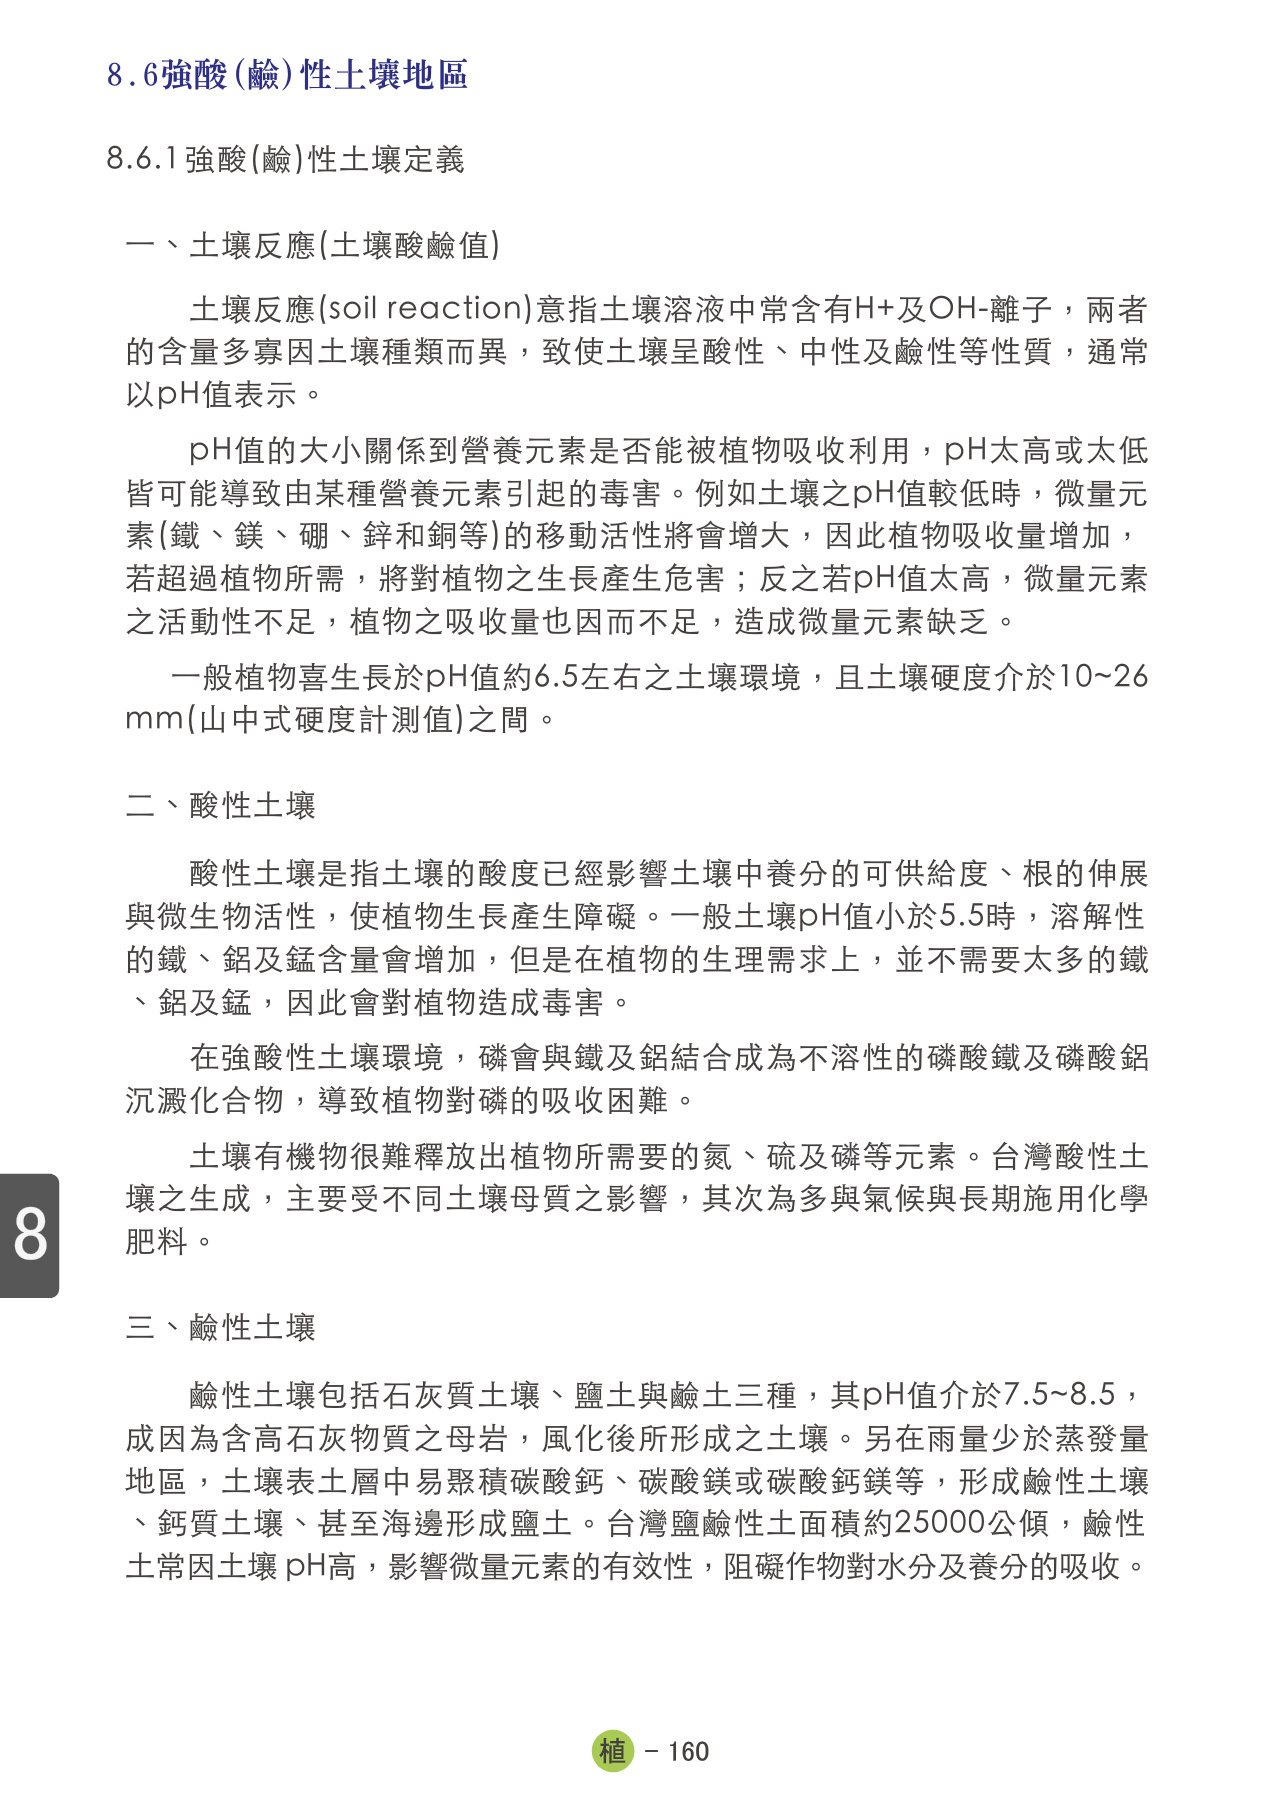 8.6強酸(鹼)性土壤地區
8.6.1強酸(鹼)性土壤定義
一、土壤反應(土壤酸鹼值)
土壤反應(soil reaction)意指土壤溶液中常含有H+及OH-離子，兩者
的含量多寡因土壤種類而異，致使土壤呈酸性、中性及鹼性等性質，通常
以pH值表示。
pH值的大小關係到營養元素是否能被植物吸收利用，pH太高或太低
皆可能導致由某種營養元素引起的毒害。例如土壤之pH值較低時，微量元
素(鐵、鎂、硼、鋅和銅等)的移動活性將會增大，因此植物吸收量增加，
若超過植物所需，將對植物之生長產生危害；反之若pH值太高，微量元素
之活動性不足，植物之吸收量也因而不足，造成微量元素缺乏。
一般植物喜生長於pH值約6.5左右之土壤環境，且土壤硬度介於10~26
mm(山中式硬度計測值)之間。
二、酸性土壤
酸性土壤是指土壤的酸度已經影響土壤中養分的可供給度、根的伸展
與微生物活性，使植物生長產生障礙。一般土壤pH值小於5.5時，溶解性
的鐵、鋁及錳含量會增加，但是在植物的生理需求上，並不需要太多的鐵
、鋁及錳，因此會對植物造成毒害。
在強酸性土壤環境，磷會與鐵及鋁結合成為不溶性的磷酸鐵及磷酸鋁
沉澱化合物，導致植物對磷的吸收困難。
土壤有機物很難釋放出植物所需要的氮、硫及磷等元素。台灣酸性土
壤之生成，主要受不同土壤母質之影響，其次為多與氣候與長期施用化學
肥料。
三、鹼性土壤
鹼性土壤包括石灰質土壤、鹽土與鹼土三種，其pH值介於7.5~8.5，
成因為含高石灰物質之母岩，風化後所形成之土壤。另在雨量少於蒸發量
地區，土壤表土層中易聚積碳酸鈣、碳酸鎂或碳酸鈣鎂等，形成鹼性土壤
、鈣質土壤、甚至海邊形成鹽土。台灣鹽鹼性土面積約25000公傾，鹼性
土常因土壤 pH高，影響微量元素的有效性，阻礙作物對水分及養分的吸收。
8
植 – 160